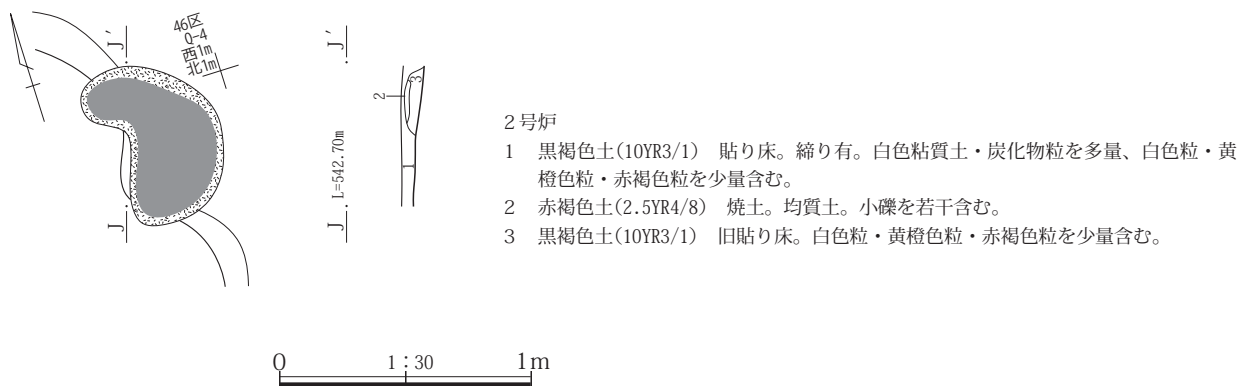 46区
Q-4
西1m
北1m
J′
J
J′
L=542.70m
J
2
3
2号炉
1　黒褐色土(10YR3/1)　貼り床。締り有。白色粘質土・炭化物粒を多量、白色粒・黄
橙色粒・赤褐色粒を少量含む。
2　赤褐色土(2.5YR4/8)　焼土。均質土。小礫を若干含む。
3　黒褐色土(10YR3/1)　旧貼り床。白色粒・黄橙色粒・赤褐色粒を少量含む。
0　1：30　1m